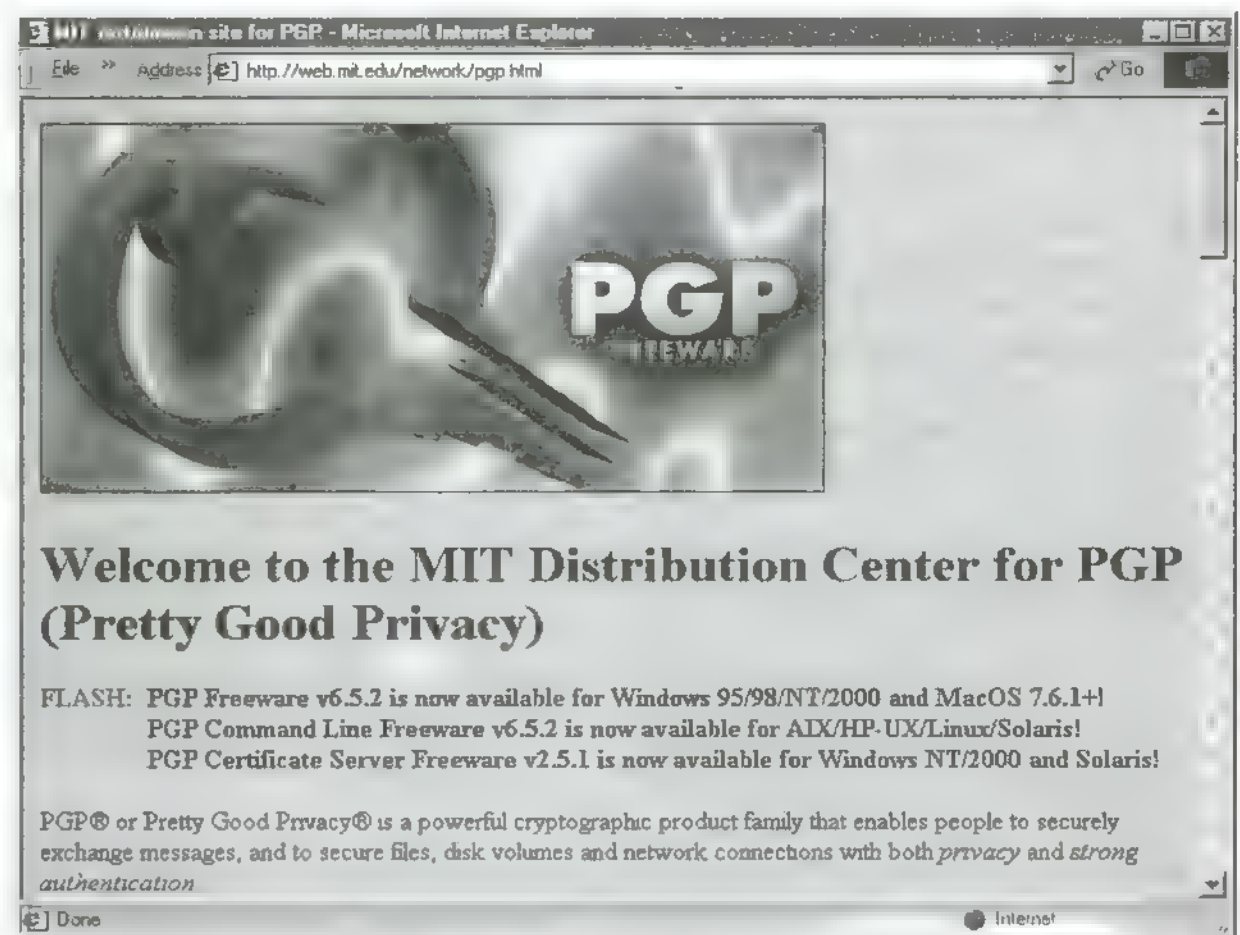 site for PGP - Microsoft Internet Explorer
File » Address http://web.mit.edu/network/pgp html Go
PGP
Welcome to the MIT Distribution Center for PGP
(Pretty Good Privacy)
FLASH: PGP Freeware v6.5.2 is now available for Windows 95/98/NT/2000 and MacOS 7.6.1+!
PGP Command Line Freeware v6.5.2 is now available for AIX/HP-UX/Linux/Solaris!
PGP Certificate Server Freeware v2.5.1 is now available for Windows NT/2000 and Solaris!
PGP® or Pretty Good Privacy® is a powerful cryptographic product family that enables people to securely
exchange messages, and to secure files, disk volumes and network connections with both privacy and strong
authentication
Done Internet